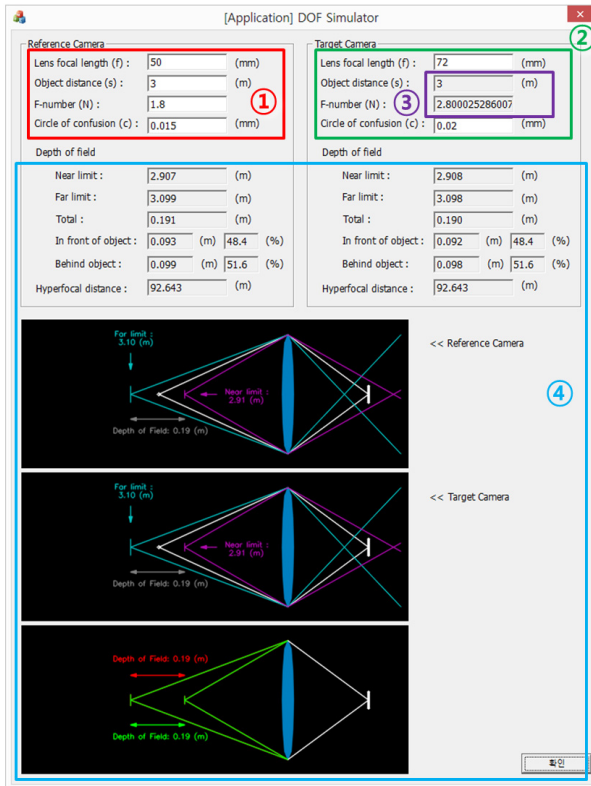 [Application] DOF Simulator
②
Reference Camera
Lens focal length (f) : 50 (mm)
Object distance (s) : 3 (m)
F-number (N) : 1.8
①
Circle of confusion (c) : 0.015 (mm)
Depth of field
Near limit : 2.907 (m)
Far limit : 3.099 (m)
Total : 0.191 (m)
In front of object : 0.093 (m) 48.4 (%)
Behind object : 0.099 (m) 51.6 (%)
Hyperfocal distance : 92.643 (m)
Target Camera
Lens focal length (f) : 72 (mm)
Object distance (s) : 3 (m)
F-number (N) : ③ 2.800025286007
Circle of confusion (c) : 0.02 (mm)
Depth of field
Near limit : 2.908 (m)
Far limit : 3.098 (m)
Total : 0.190 (m)
In front of object : 0.092 (m) 48.4 (%)
Behind object : 0.098 (m) 51.6 (%)
Hyperfocal distance : 92.643 (m)
Far limit :
3.10 (m)
Near limit :
2.91 (m)
Depth of Field: 0.19 (m)
<< Reference Camera
④
Far limit :
3.10 (m)
Near limit :
2.91 (m)
Depth of Field: 0.19 (m)
<< Target Camera
Depth of Field: 0.19 (m)
Depth of Field: 0.19 (m)
확인